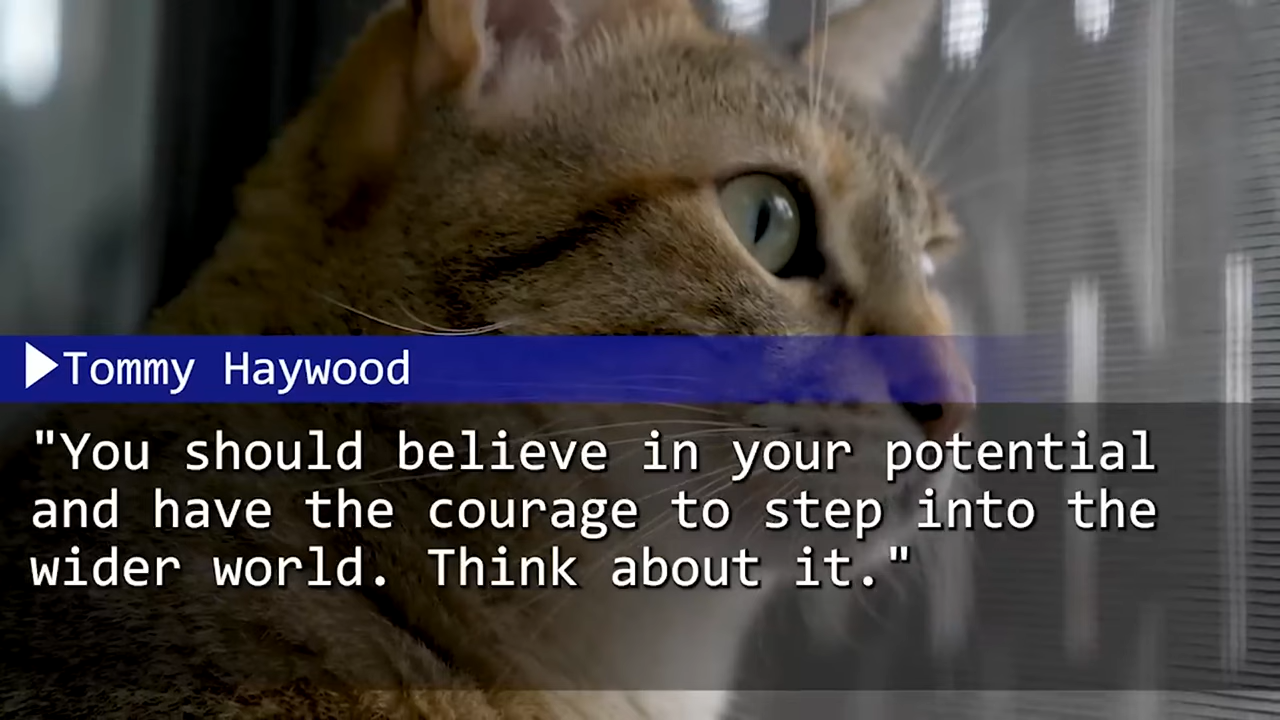 Tommy Haywood
"You should believe in your potential
and have the courage to step into the
wider world. Think about it."